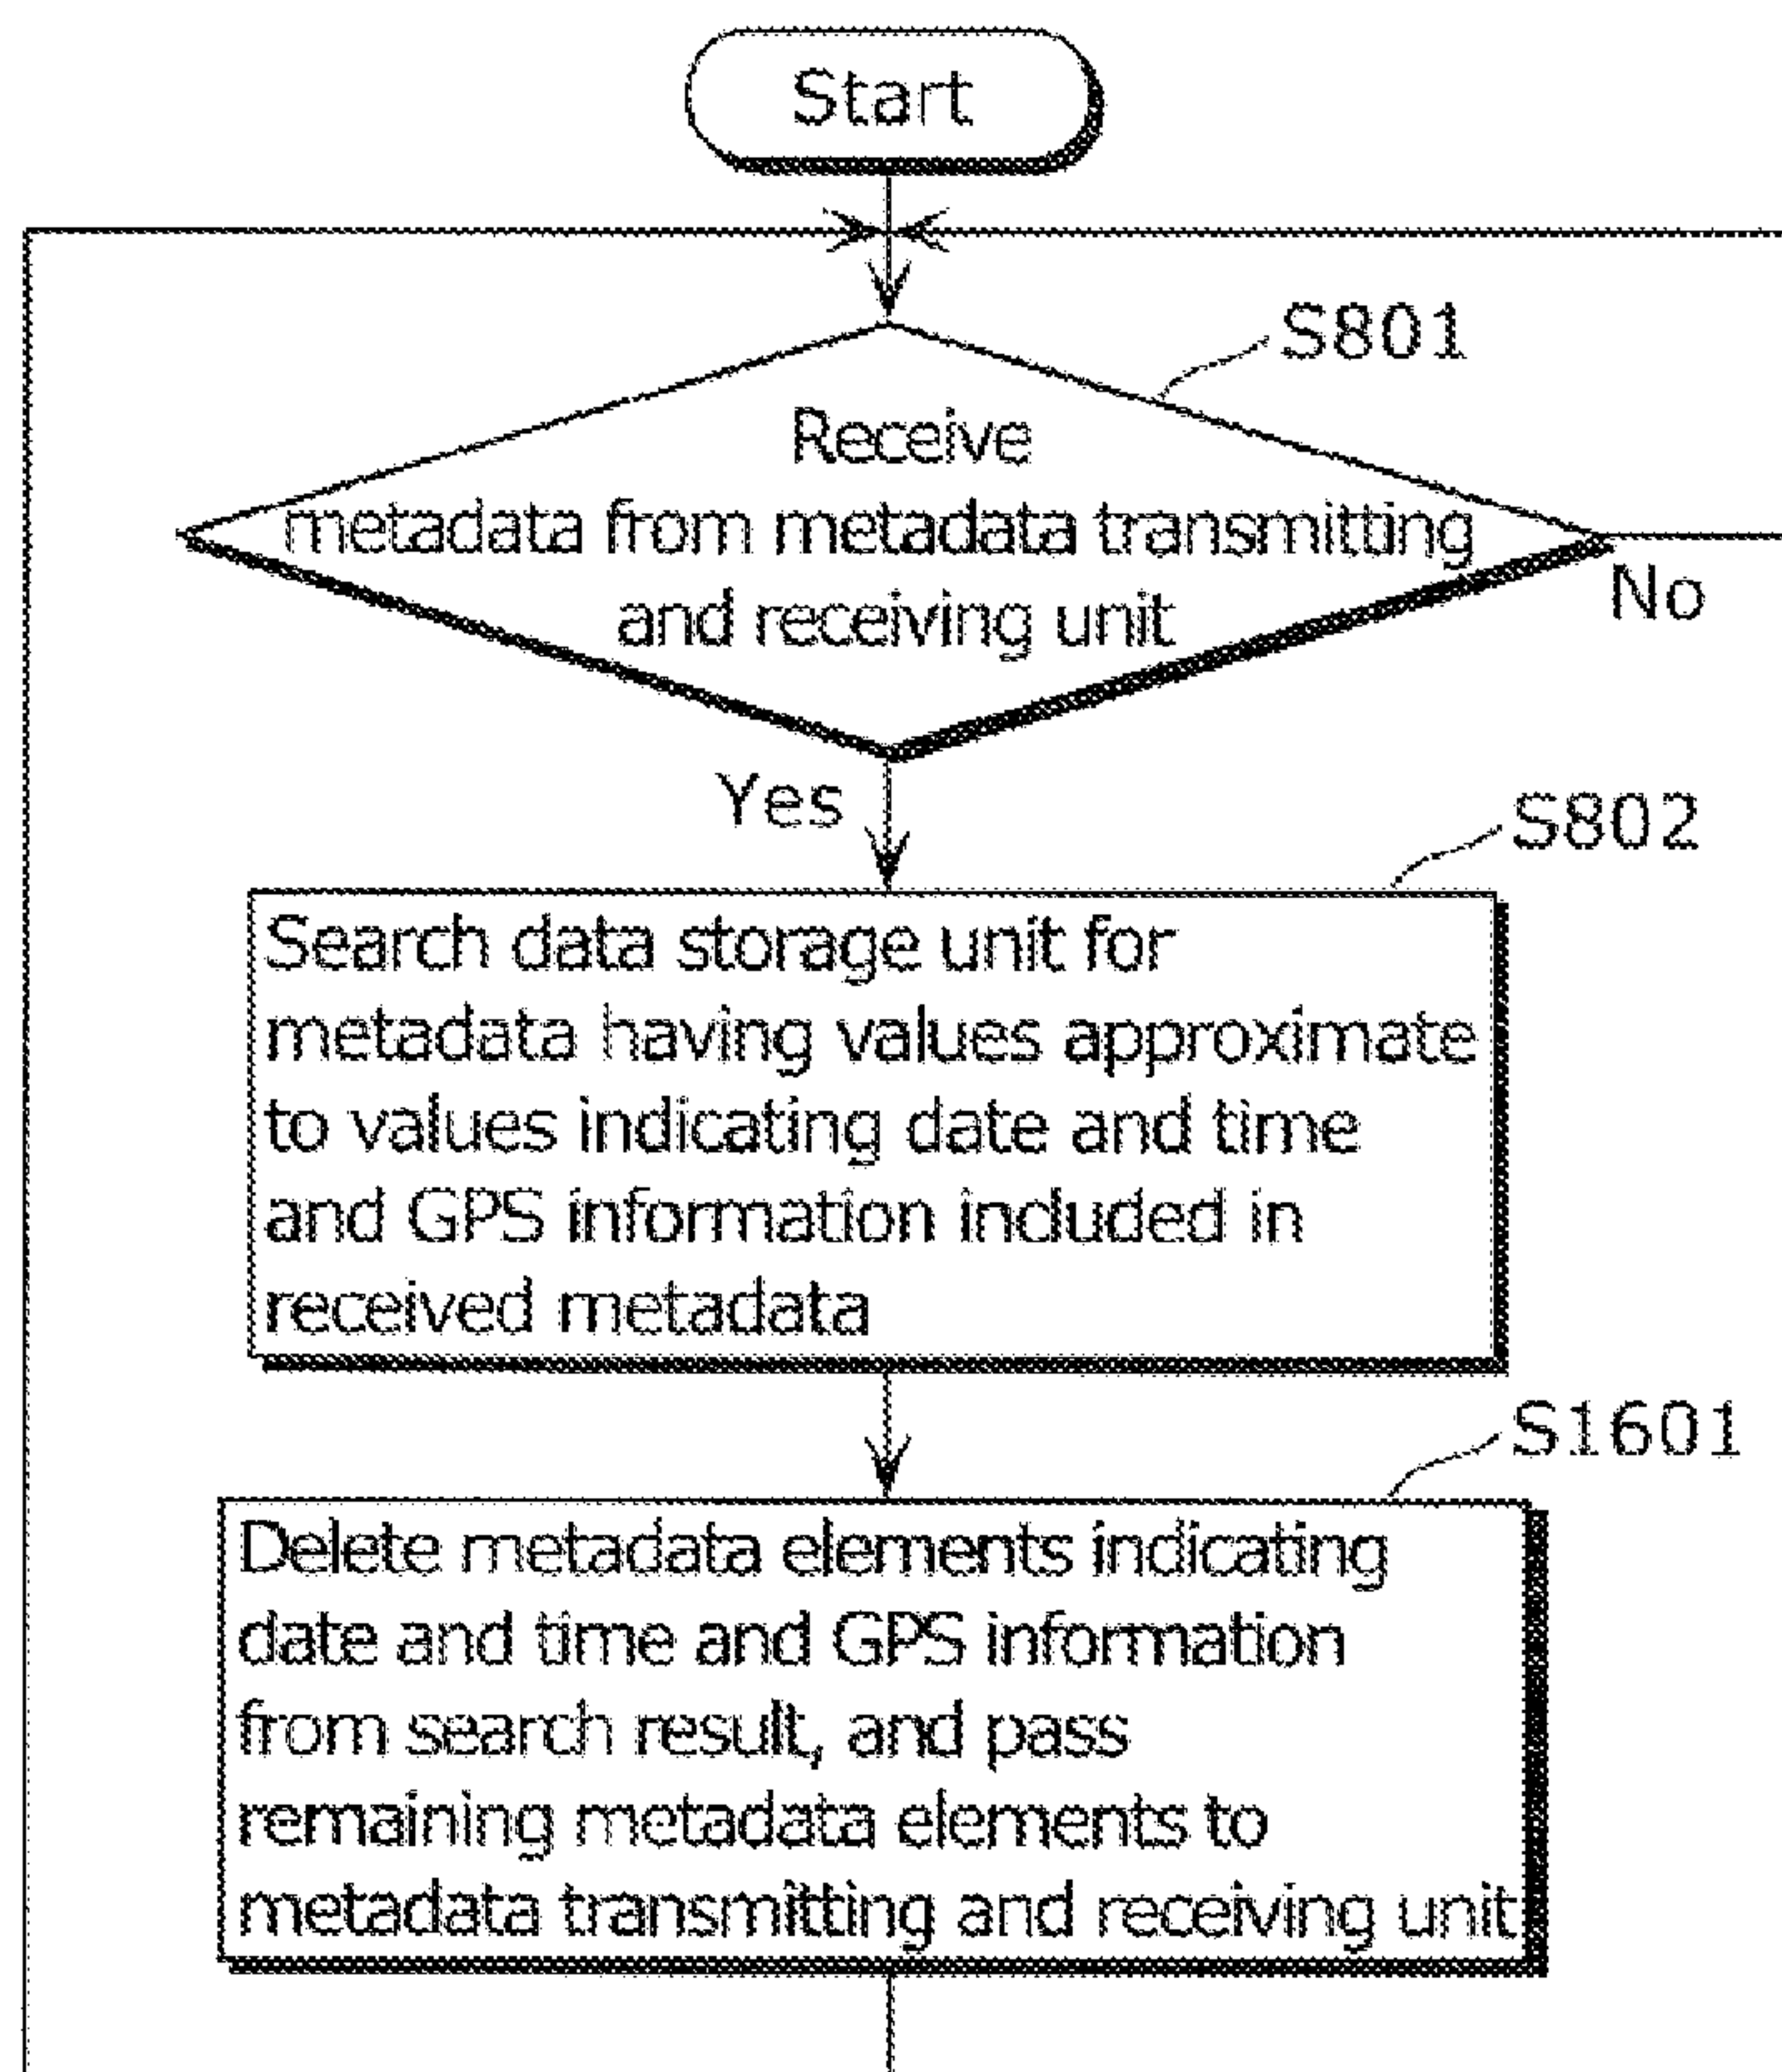 Start
S801
Receive
metadata from metadata transmitting
and receiving unit
No
Yes
S802
Search data storage unit for
metadata having values approximate
to values indicating date and time
and GPS information included in
received metadata
S1601
Delete metadata elements indicating
date and time and GPS information
from search result, and pass
remaining metadata elements to
metadata transmitting and receiving unit